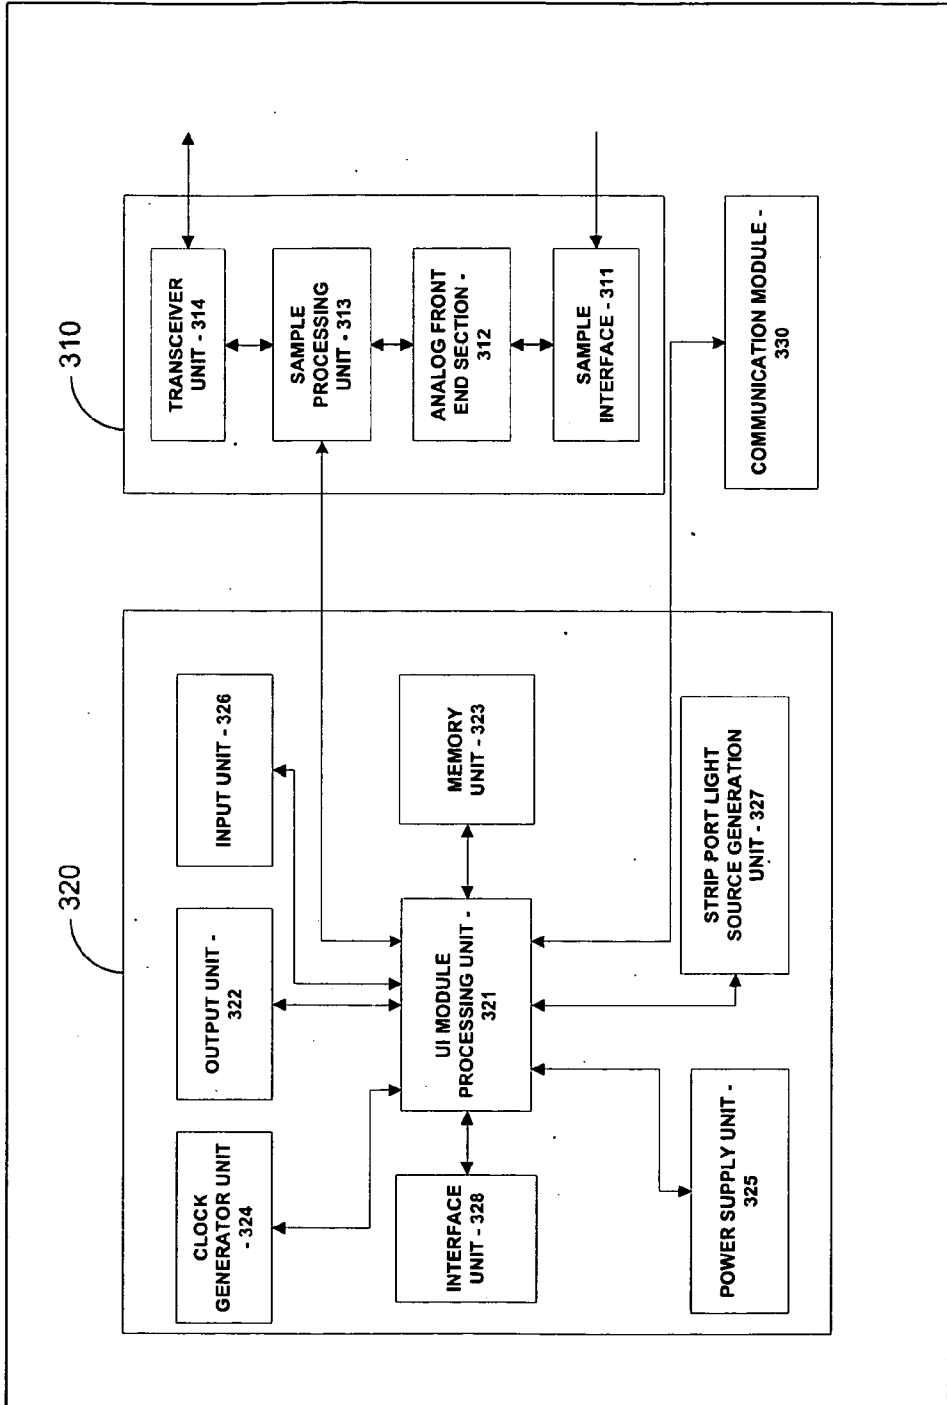 320
CLOCK
GENERATOR UNIT
- 324
OUTPUT UNIT -
322
INPUT UNIT - 326
INTERFACE
UNIT - 328
UI MODULE
PROCESSING UNIT -
321
MEMORY
UNIT - 323
POWER SUPPLY UNIT -
325
STRIP PORT LIGHT
SOURCE GENERATION
UNIT - 327
310
TRANSCEIVER
UNIT - 314
SAMPLE
PROCESSING
UNIT - 313
ANALOG FRONT
END SECTION -
312
SAMPLE
INTERFACE - 311
COMMUNICATION MODULE -
330